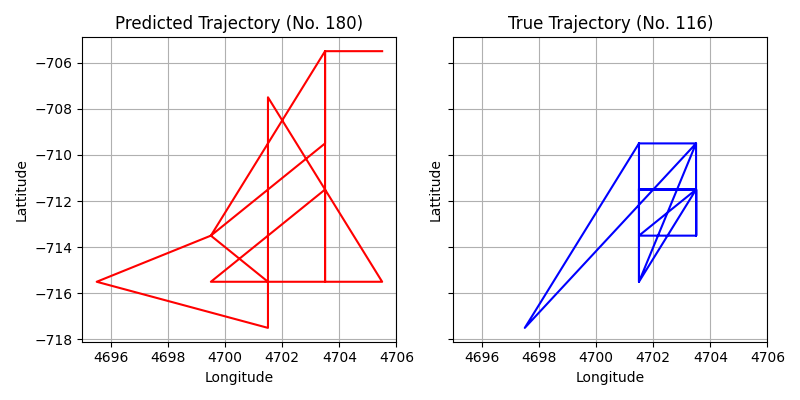 Predicted Trajectory (No. 180)
True Trajectory (No. 116)
Lattitude
−706
−708
−710
−712
−714
−716
−718
4696 4698 4700 4702 4704 4706
Longitude
Lattitude
4696 4698 4700 4702 4704 4706
Longitude